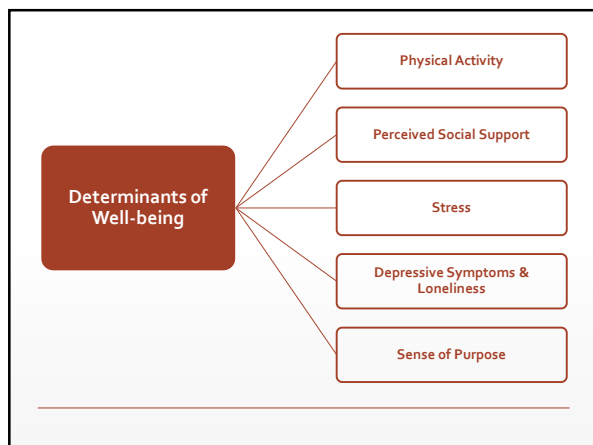 Determinants of
Well-being
Physical Activity
Perceived Social Support
Stress
Depressive Symptoms &
Loneliness
Sense of Purpose